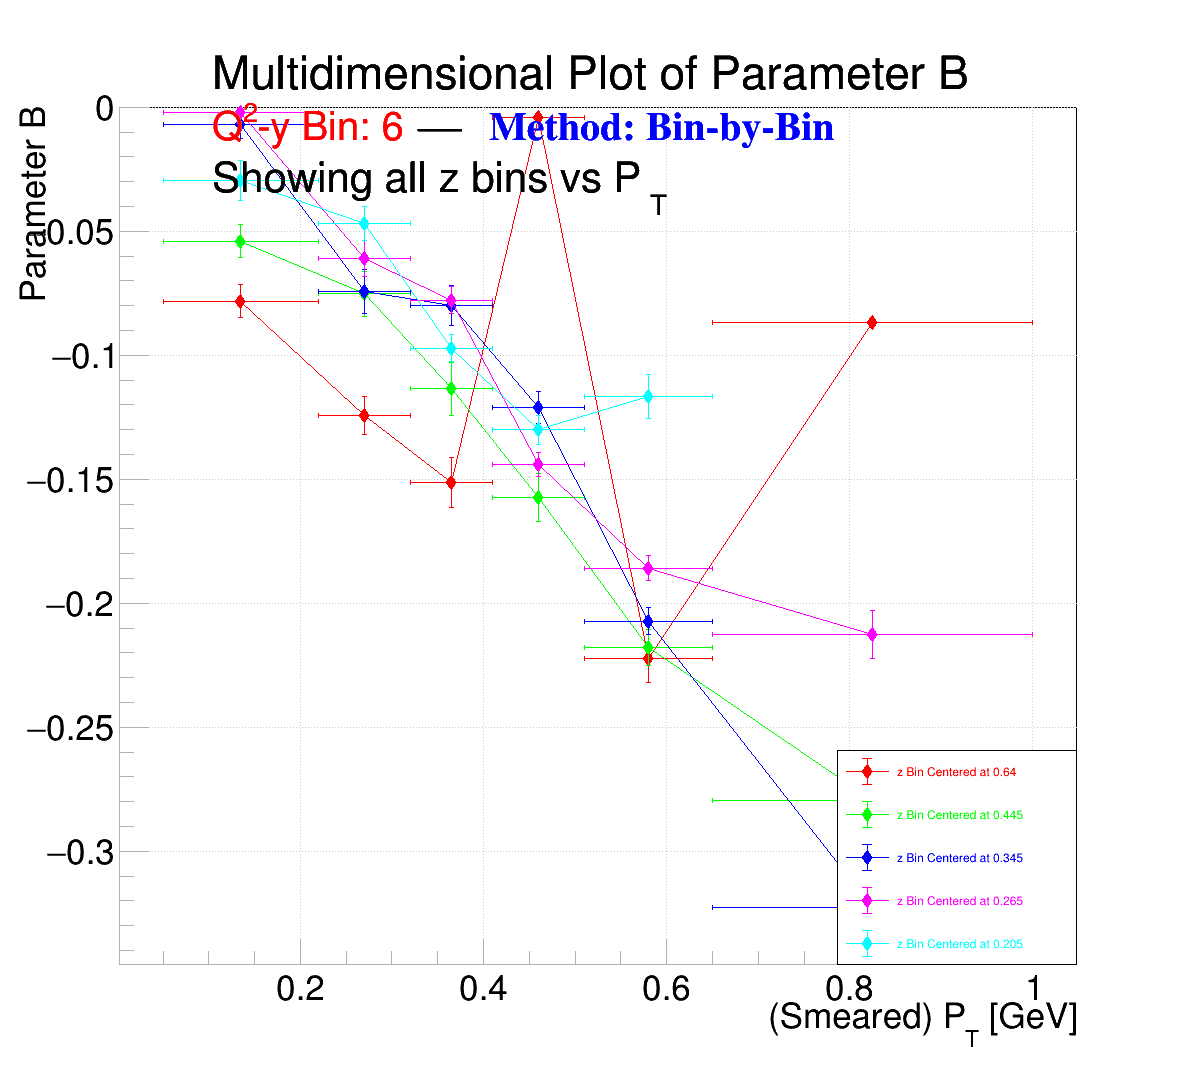 Multidimensional Plot of Parameter B
Q2-y Bin: 6 — Method: Bin-by-Bin
Showing all z bins vs P T
Parameter B
0
−0.05
−0.1
−0.15
−0.2
−0.25
−0.3
z Bin Centered at 0.64
z Bin Centered at 0.445
z Bin Centered at 0.345
z Bin Centered at 0.265
z Bin Centered at 0.205
0.2 0.4 0.6 0.8 1
(Smeared) P T [GeV]